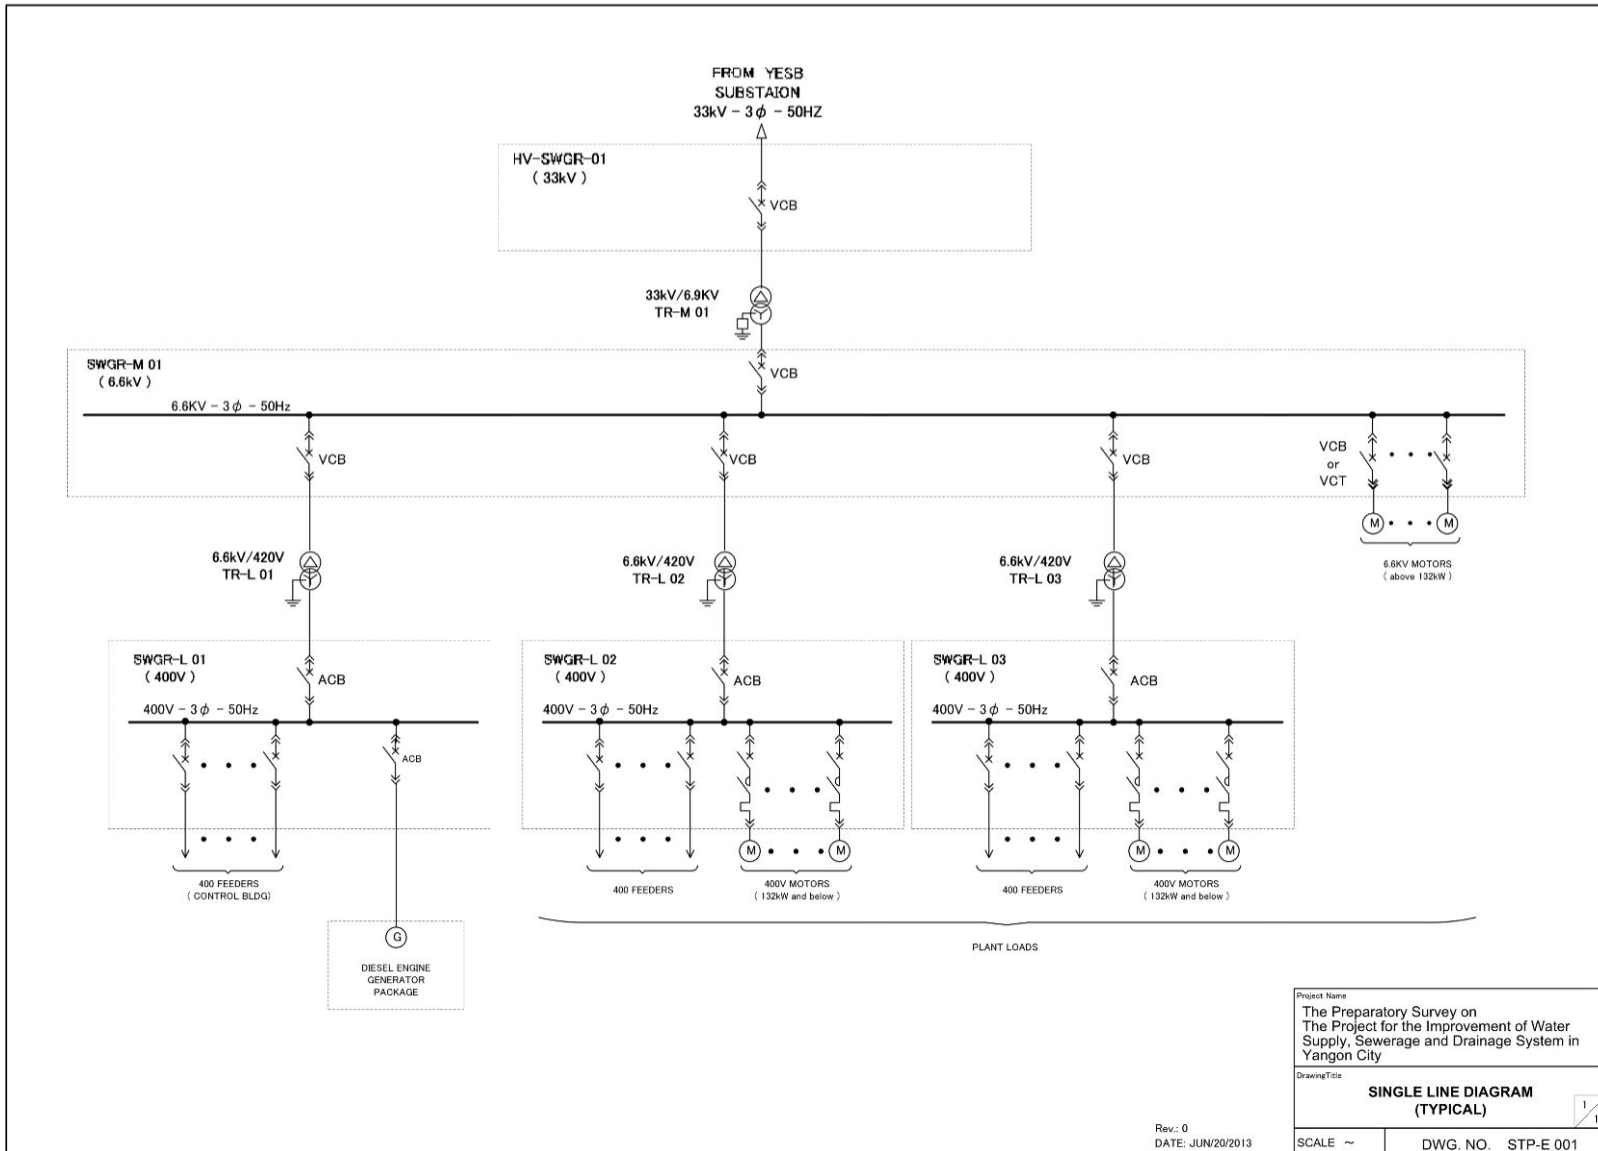 FROM YESB
SUBSTAION
33kV - 3ϕ - 50HZ
HV-SWGR-01
( 33kV )
VCB
33kV/6.9KV
TR-M 01
SWGR-M 01
( 6.6kV )
VCB
6.6KV - 3ϕ - 50Hz
VCB
VCB
VCB
VCB
or
VCT
M
M
6.6KV MOTORS
( above 132kW )
6.6kV/420V
TR-L 01
6.6kV/420V
TR-L 02
6.6kV/420V
TR-L 03
SWGR-L 01
( 400V )
ACB
400V - 3ϕ - 50Hz
ACB
400 FEEDERS
( CONTROL BLDG)
G
DIESEL ENGINE
GENERATOR
PACKAGE
SWGR-L 02
( 400V )
ACB
400V - 3ϕ - 50Hz
M
M
400 FEEDERS
400V MOTORS
( 132kW and below )
SWGR-L 03
( 400V )
ACB
400V - 3ϕ - 50Hz
M
M
400 FEEDERS
400V MOTORS
( 132kW and below )
PLANT LOADS
Rev.: 0
DATE: JUN/20/2013
Project Name
The Preparatory Survey on
The Project for the Improvement of Water
Supply, Sewerage and Drainage System in
Yangon City
DrawingTitle
SINGLE LINE DIAGRAM
(TYPICAL)
1/1
SCALE ~
DWG. NO. STP-E 001